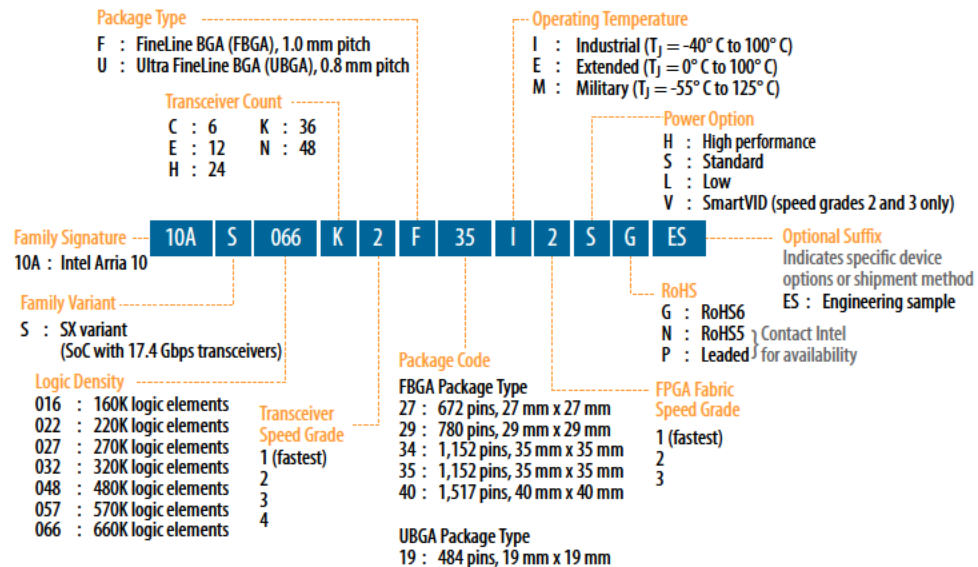 Package Type
F : FineLine BGA (FBGA), 1.0 mm pitch
U : Ultra FineLine BGA (UBGA), 0.8 mm pitch
Operating Temperature
I : Industrial (TJ = -40° C to 100° C)
E : Extended (TJ = 0° C to 100° C)
M : Military (TJ = -55° C to 125° C)
Transceiver Count
C : 6 K : 36
E : 12 N : 48
H : 24
Power Option
H : High performance
S : Standard
L : Low
V : SmartVID (speed grades 2 and 3 only)
10A S 066 K 2 F 35 I 2 S G ES
Family Signature
10A : Intel Arria 10
Optional Suffix
Indicates specific device
options or shipment method
ES : Engineering sample
Family Variant
S : SX variant
(SoC with 17.4 Gbps transceivers)
RoHS
G : RoHS6
N : RoHS5
P : Leaded
Contact Intel
for availability
Logic Density
016 : 160K logic elements
022 : 220K logic elements
027 : 270K logic elements
032 : 320K logic elements
048 : 480K logic elements
057 : 570K logic elements
066 : 660K logic elements
Transceiver
Speed Grade
1 (fastest)
2
3
4
Package Code
FBGA Package Type
27 : 672 pins, 27 mm x 27 mm
29 : 780 pins, 29 mm x 29 mm
34 : 1,152 pins, 35 mm x 35 mm
35 : 1,152 pins, 35 mm x 35 mm
40 : 1,517 pins, 40 mm x 40 mm
UBGA Package Type
19 : 484 pins, 19 mm x 19 mm
FPGA Fabric
Speed Grade
1 (fastest)
2
3